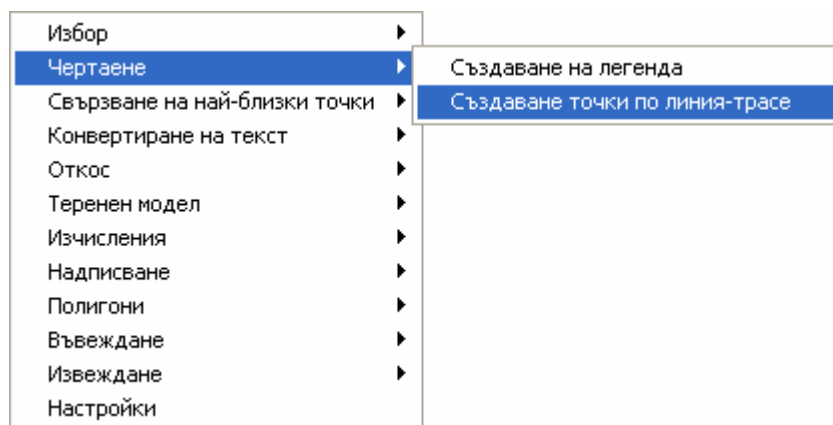 Избор
Чертаене
Създаване на легенда
Свързване на най-близки точки
Създаване точки по линия-трасе
Конвертиране на текст
Откос
Теренен модел
Изчисления
Надписване
Полигони
Въвеждане
Извеждане
Настройки